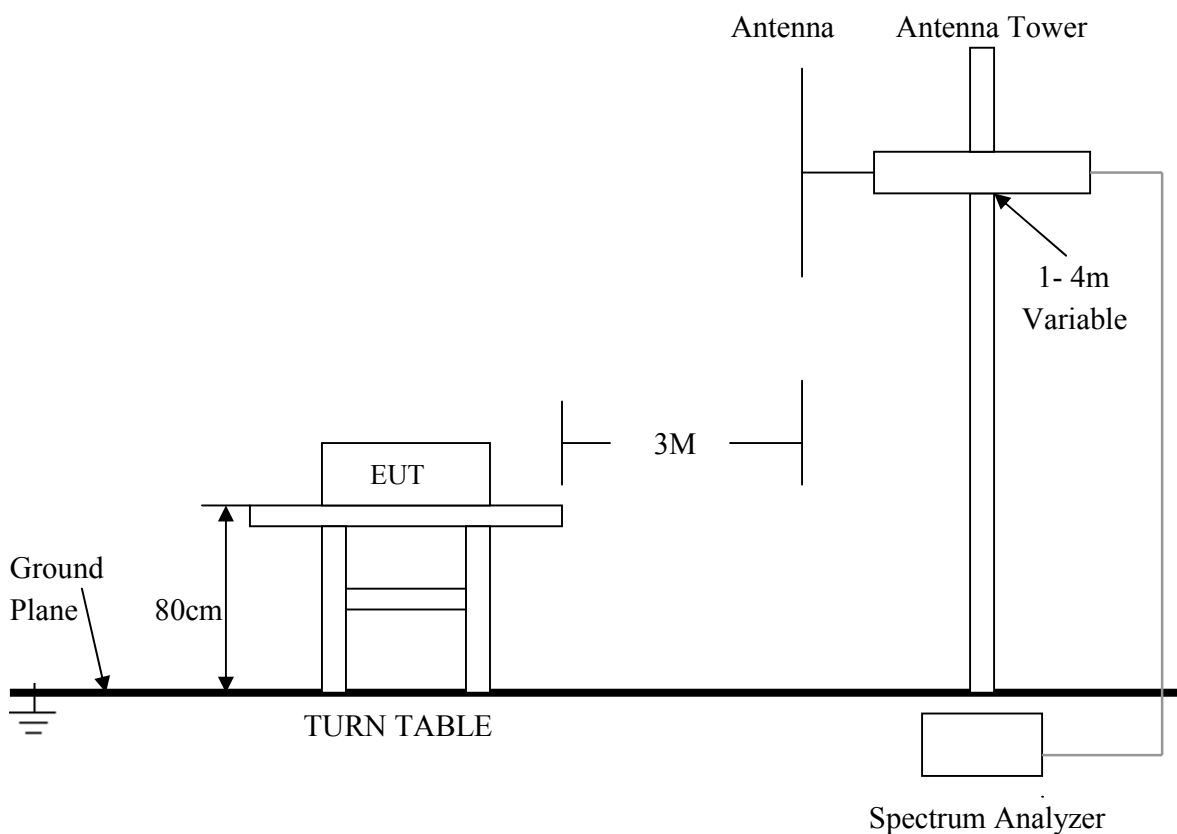 Antenna
Antenna Tower
1- 4m
Variable
3M
EUT
Ground
Plane
80cm
TURN TABLE
Spectrum Analyzer